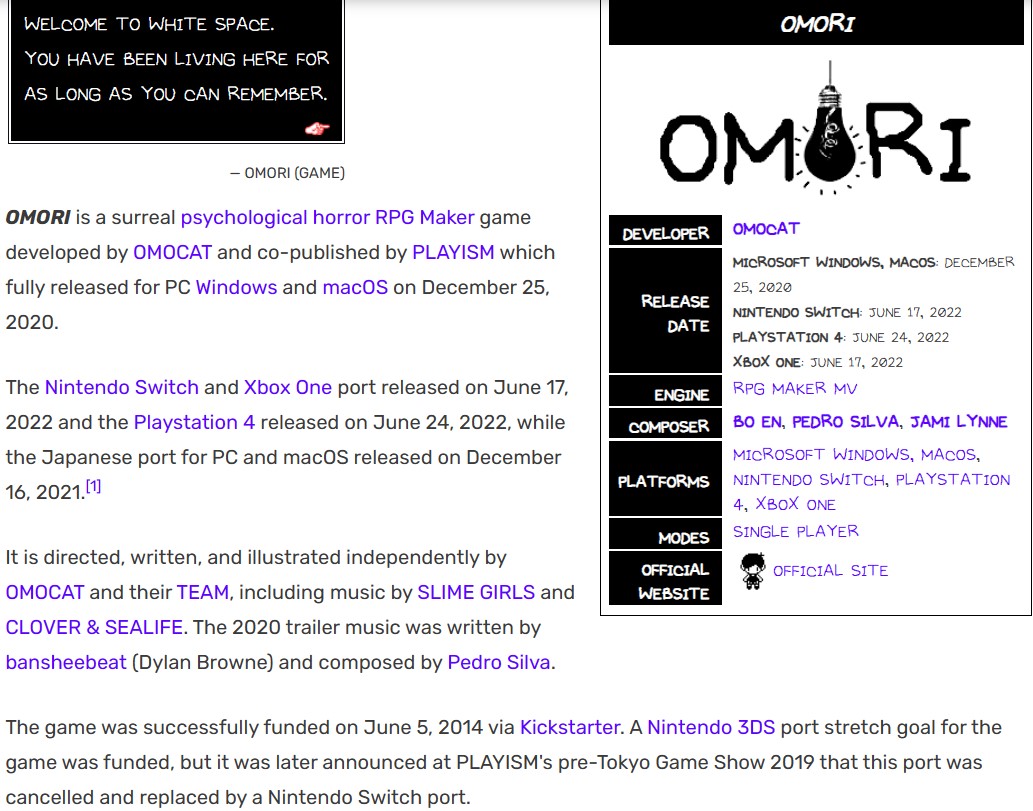 WELCOME TO WHITE SPACE.
YOU HAVE BEEN LIVING HERE FOR
AS LONG AS YOU CAN REMEMBER.
— OMORI (GAME)
OMORI is a surreal psychological horror RPG Maker game
developed by OMOCAT and co-published by PLAYISM which
fully released for PC Windows and macOS on December 25,
2020.
The Nintendo Switch and Xbox One port released on June 17,
2022 and the Playstation 4 released on June 24, 2022, while
the Japanese port for PC and macOS released on December
16, 2021.[1]
It is directed, written, and illustrated independently by
OMOCAT and their TEAM, including music by SLIME GIRLS and
CLOVER & SEALIFE. The 2020 trailer music was written by
bansheebeat (Dylan Browne) and composed by Pedro Silva.
The game was successfully funded on June 5, 2014 via Kickstarter. A Nintendo 3DS port stretch goal for the
game was funded, but it was later announced at PLAYISM's pre-Tokyo Game Show 2019 that this port was
cancelled and replaced by a Nintendo Switch port.
OMORI
OMORI
DEVELOPER
OMOCAT
RELEASE
DATE
MICROSOFT WINDOWS, MACOS: DECEMBER
25, 2020
NINTENDO SWITCH: JUNE 17, 2022
PLAYSTATION 4: JUNE 24, 2022
XBOX ONE: JUNE 17, 2022
ENGINE
RPG MAKER MV
COMPOSER
BO EN, PEDRO SILVA, JAMI LYNNE
PLATFORMS
MICROSOFT WINDOWS, MACOS,
NINTENDO SWITCH, PLAYSTATION
4, XBOX ONE
MODES
SINGLE PLAYER
OFFICIAL
WEBSITE
OFFICIAL SITE